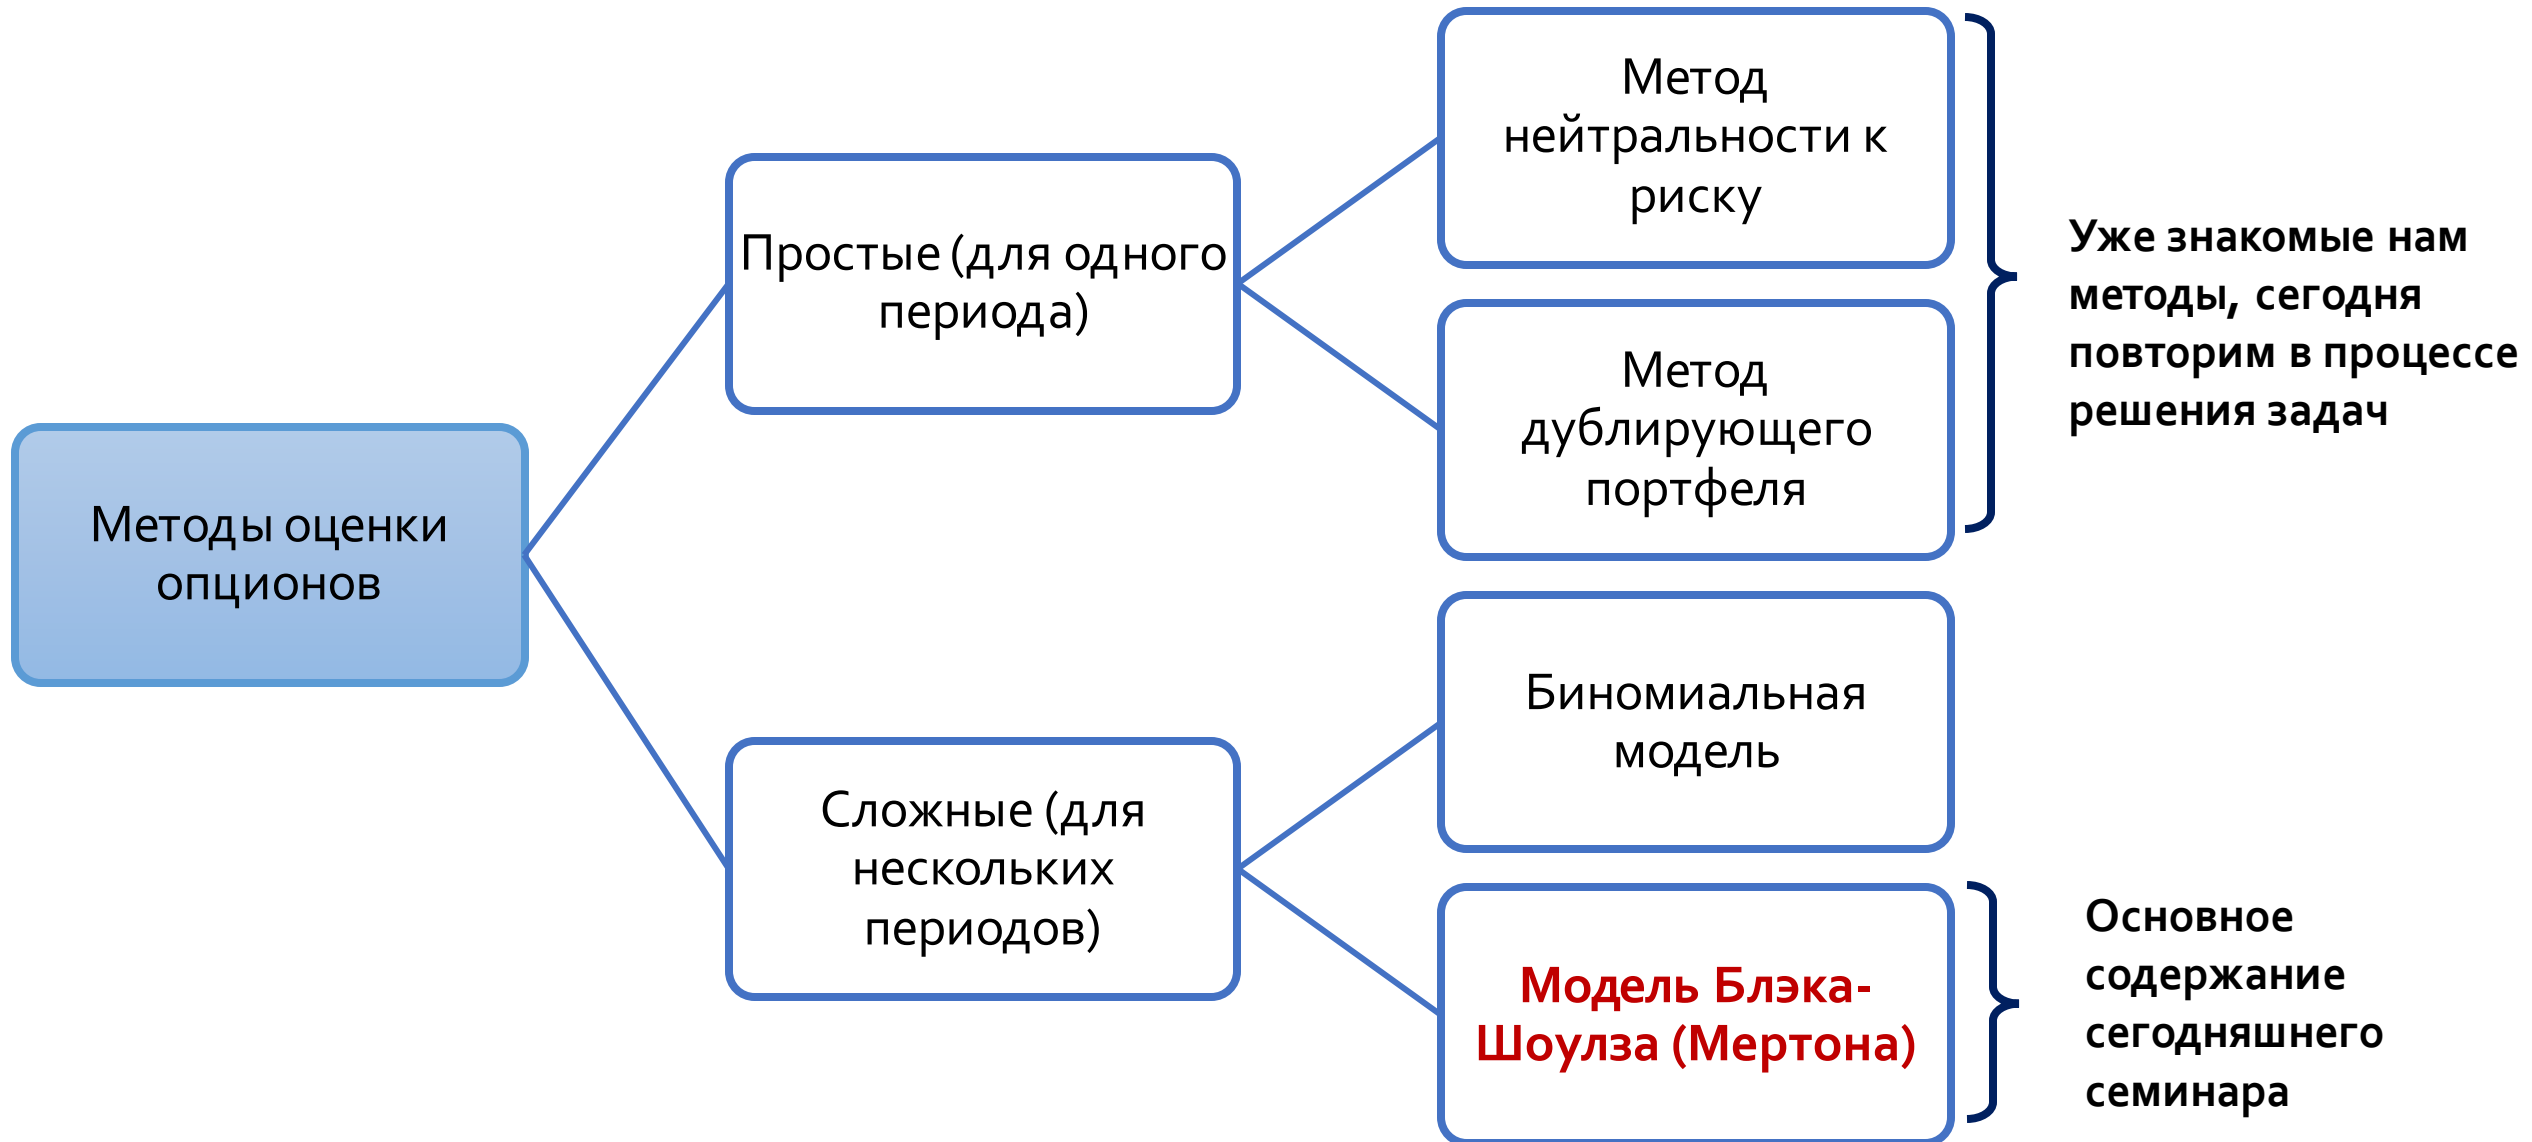 Методы оценки
опционов
Простые (для одного
периода)
Метод
нейтральности к
риску
Метод
дублирующего
портфеля
Уже знакомые нам
методы, сегодня
повторим в процессе
решения задач
Сложные (для
нескольких
периодов)
Биномиальная
модель
Модель Блэка-
Шоулза (Мертона)
Основное
содержание
сегодняшнего
семинара